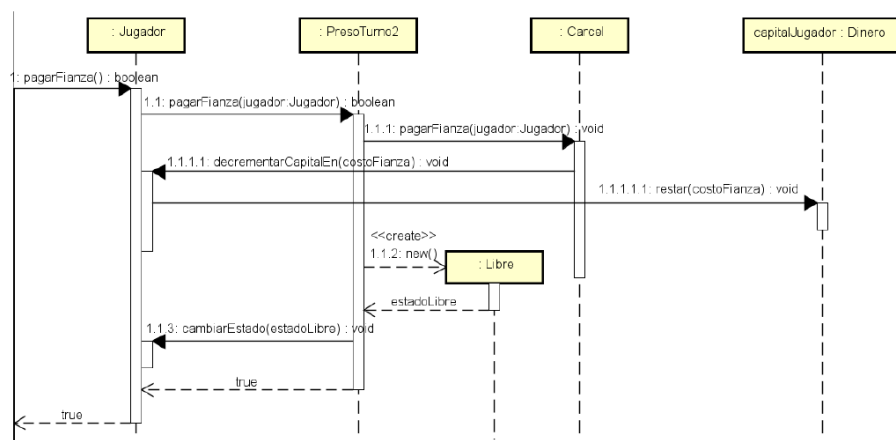 : Jugador
: PresoTurno2
: Carcel
capitalJugador : Dinero
1: pagarFianza() : boolean
1.1: pagarFianza(jugador:Jugador) : boolean
1.1.1: pagarFianza(jugador:Jugador) : void
1.1.1.1: decrementarCapitalEn(costoFianza) : void
1.1.1.1.1: restar(costoFianza) : void
<<create>>
1.1.2: new()
: Libre
estadoLibre
1.1.3: cambiarEstado(estadoLibre) : void
true
true